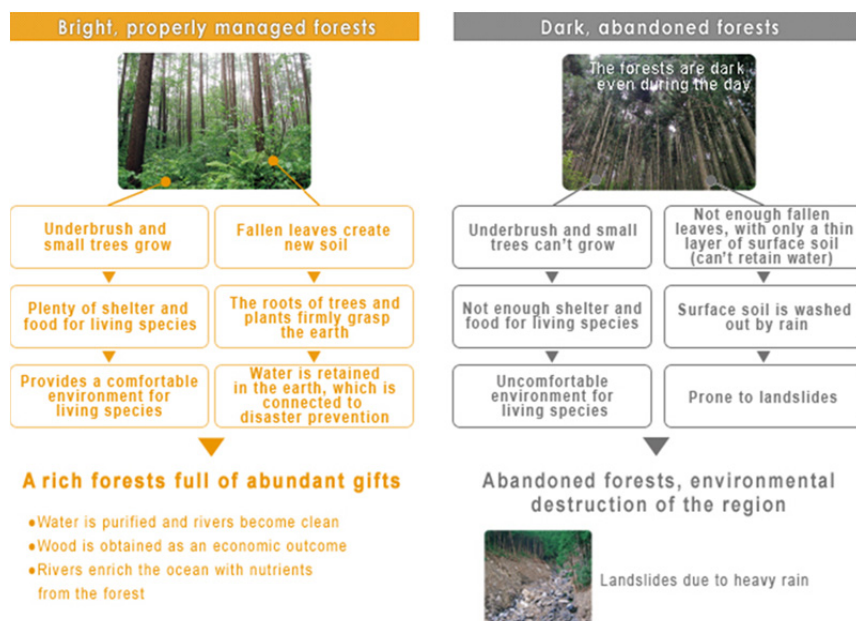 Bright, properly managed forests
Underbrush and
small trees grow
Fallen leaves create
new soil
Plenty of shelter and
food for living species
The roots of trees and
plants firmly grasp
the earth
Provides a comfortable
environment for
living species
Water is retained
in the earth, which is
connected to
disaster prevention
A rich forests full of abundant gifts
●Water is purified and rivers become clean
●Wood is obtained as an economic outcome
●Rivers enrich the ocean with nutrients
from the forest
Dark, abandoned forests
The forests are dark
even during the day
Underbrush and small
trees can't grow
Not enough fallen
leaves, with only a thin
layer of surface soil
(can't retain water)
Not enough shelter and
food for living species
Surface soil is washed
out by rain
Uncomfortable
environment for
living species
Prone to landslides
Abandoned forests, environmental
destruction of the region
Landslides due to heavy rain